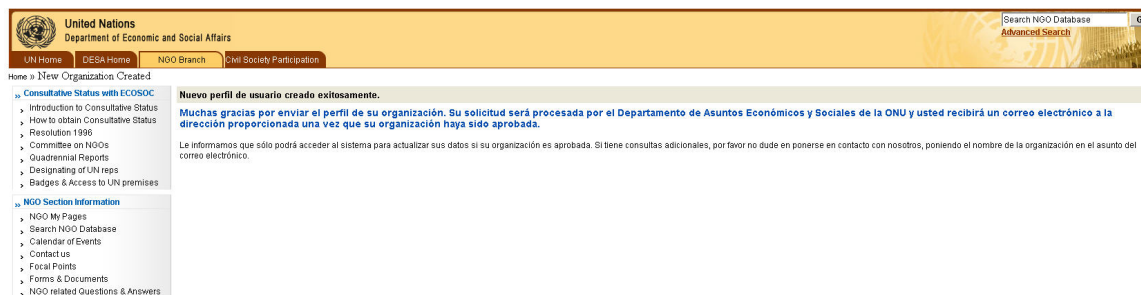 United Nations
Department of Economic and Social Affairs
Search NGO Database
Advanced Search
UN Home
DESA Home
NGO Branch
Civil Society Participation
Home » New Organization Created
» Consultative Status with ECOSOC
Introduction to Consultative Status
How to obtain Consultative Status
Resolution 1996
Committee on NGOs
Quadrennial Reports
Designating of UN reps
Badges & Access to UN premises
» NGO Section Information
NGO My Pages
Search NGO Database
Calendar of Events
Contact us
Focal Points
Forms & Documents
NGO related Questions & Answers
Nuevo perfil de usuario creado exitosamente.
Muchas gracias por enviar el perfil de su organización. Su solicitud será procesada por el Departamento de Asuntos Económicos y Sociales de la ONU y usted recibirá un correo electrónico a la
dirección proporcionada una vez que su organización haya sido aprobada.
Le informamos que sólo podrá acceder al sistema para actualizar sus datos si su organización es aprobada. Si tiene consultas adicionales, por favor no dude en ponerse en contacto con nosotros, poniendo el nombre de la organización en el asunto del
correo electrónico.